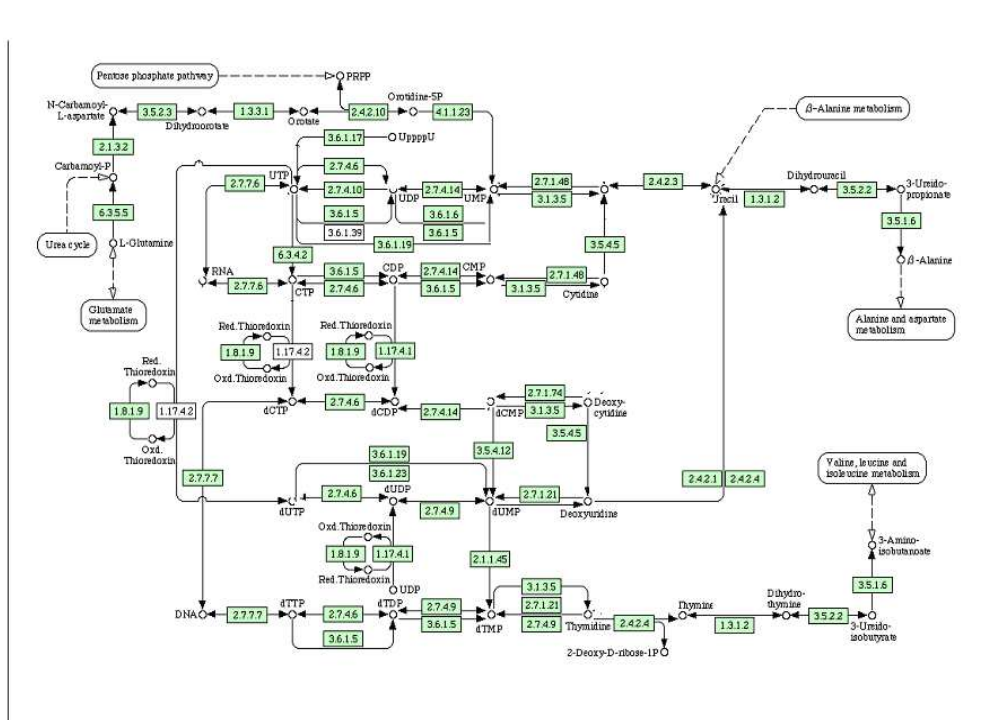 Pentose phosphate pathway
PRPP
N-Carbamoyl-
L-aspartate
3.5.2.3
Dihydroorotate
1.3.3.1
Orotate
2.4.2.10
Orotidine-5P
4.1.1.23
β-Alanine metabolism
2.1.3.2
3.6.1.17
UppppU
Carbamoyl-P
2.7.4.6
UTP
2.7.7.6
2.7.4.10
UDP
2.7.4.14
UMP
2.7.1.48
3.1.3.5
2.4.2.3
Uracil
1.3.1.2
Dihydrouracil
3.5.2.2
3-Ureido-
propionate
6.3.5.5
3.6.1.5
3.6.1.39
3.6.1.6
3.6.1.5
3.5.1.6
Urea cycle
L-Glutamine
3.6.1.19
3.5.4.5
6.3.4.2
β-Alanine
RNA
2.7.7.6
CTP
3.6.1.5
2.7.4.6
CDP
2.7.4.14
3.6.1.5
CMP
2.7.1.48
3.1.3.5
Cytidine
Glutamate
metabolism
Alanine and aspartate
metabolism
Red.Thioredoxin
Red.Thioredoxin
1.8.1.9
1.17.4.2
1.8.1.9
1.17.4.1
Oxd.Thioredoxin
Oxd.Thioredoxin
Red.
Thioredoxin
1.8.1.9
1.17.4.2
Oxd.
Thioredoxin
dCTP
2.7.4.6
dCDP
2.7.4.14
dCMP
2.7.1.74
3.1.3.5
Deoxy-
cytidine
3.5.4.5
3.5.4.12
3.6.1.19
3.6.1.23
Valine, leucine and
isoleucine metabolism
2.7.7.7
2.4.2.1
2.4.2.4
dUTP
2.7.4.6
dUDP
2.7.4.9
dUMP
2.7.1.21
Deoxyuridine
Oxd.Thioredoxin
1.8.1.9
1.17.4.1
Red.Thioredoxin
UDP
2.1.1.45
3-Amino-
isobutanoate
3.5.1.6
DNA
2.7.7.7
dTTP
2.7.4.6
3.6.1.5
dTDP
2.7.4.9
3.6.1.5
dTMP
3.1.3.5
2.7.1.21
2.7.4.9
Thymidine
2.4.2.4
2-Deoxy-D-ribose-1P
Thymine
1.3.1.2
Dihydro-
thymine
3.5.2.2
3-Ureido-
isobutyrate